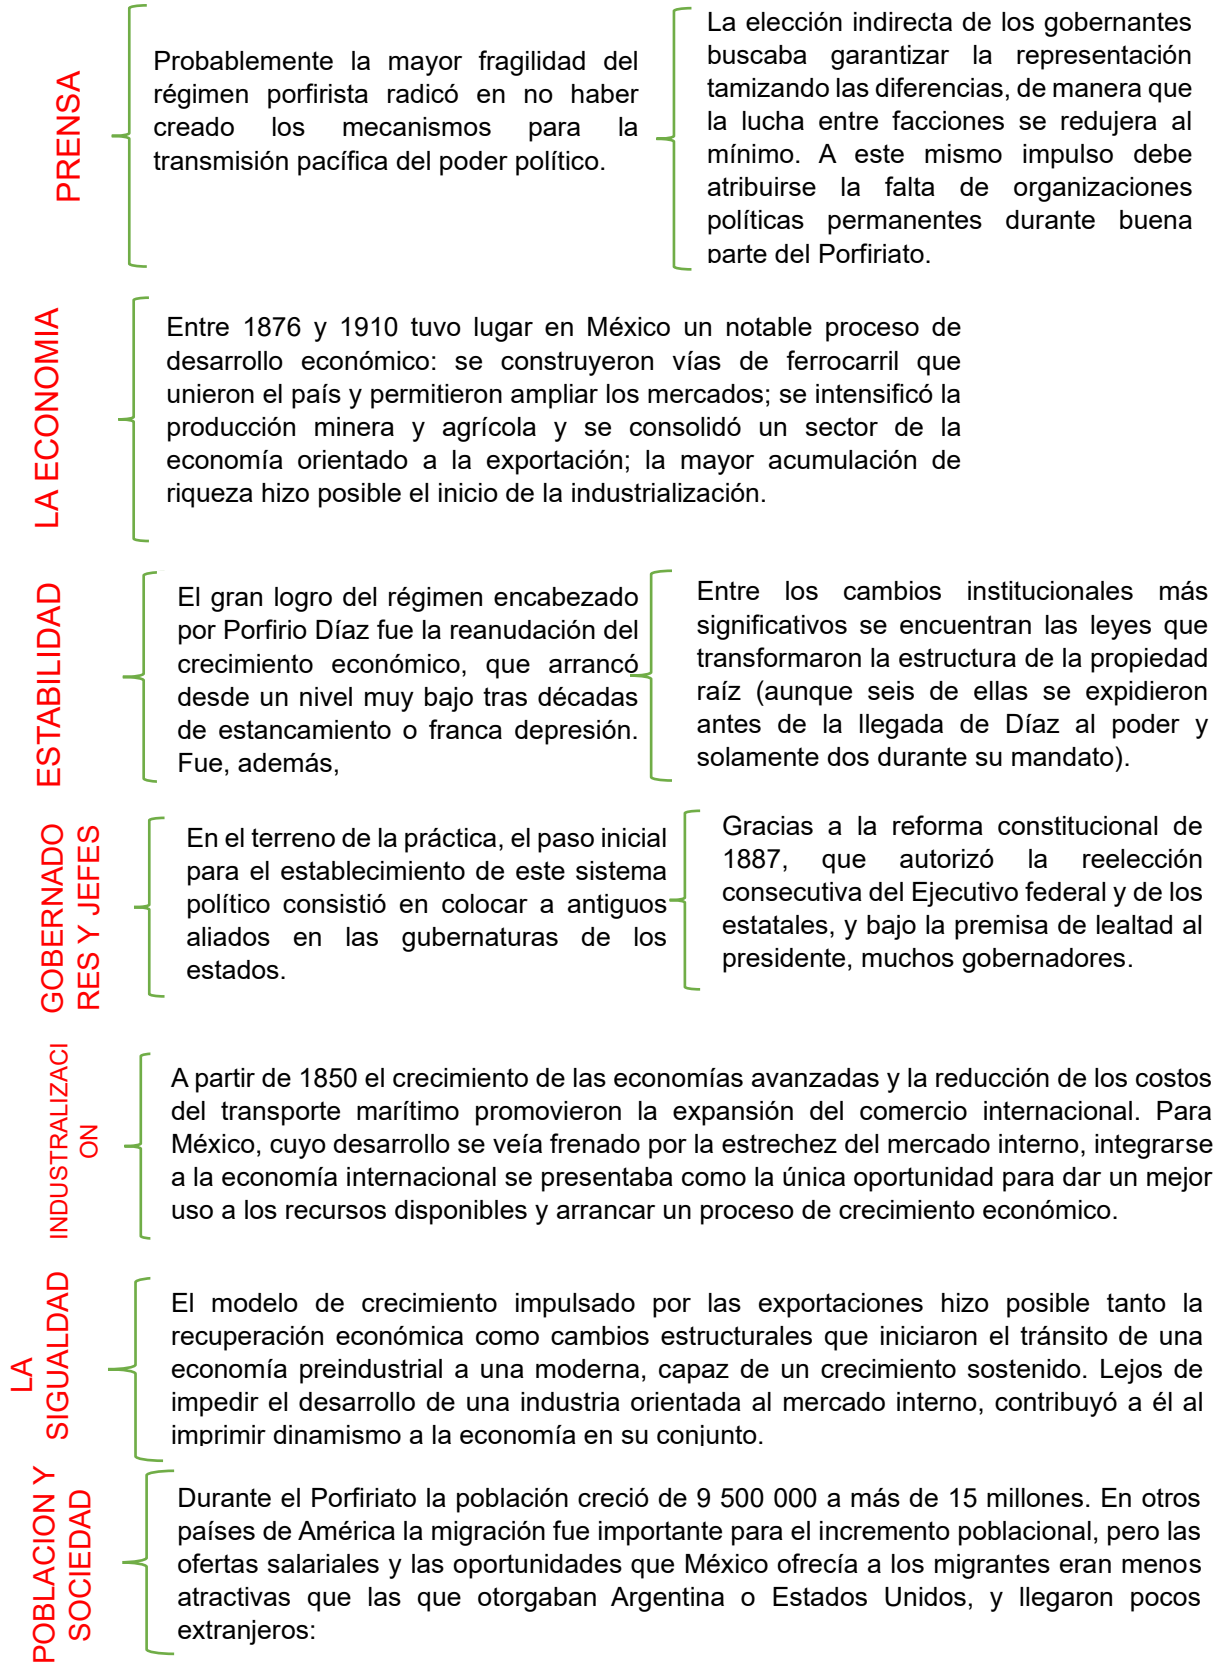 PRENSA
Probablemente la mayor fragilidad del
régimen porfirista radicó en no haber
creado los mecanismos para la
transmisión pacífica del poder político.
La elección indirecta de los gobernantes
buscaba garantizar la representación
tamizando las diferencias, de manera que
la lucha entre facciones se redujera al
mínimo. A este mismo impulso debe
atribuirse la falta de organizaciones
políticas permanentes durante buena
parte del Porfiriato.
LA ECONOMIA
Entre 1876 y 1910 tuvo lugar en México un notable proceso de
desarrollo económico: se construyeron vías de ferrocarril que
unieron el país y permitieron ampliar los mercados; se intensificó la
producción minera y agrícola y se consolidó un sector de la
economía orientado a la exportación; la mayor acumulación de
riqueza hizo posible el inicio de la industrialización.
ESTABILIDAD
El gran logro del régimen encabezado
por Porfirio Díaz fue la reanudación del
crecimiento económico, que arrancó
desde un nivel muy bajo tras décadas
de estancamiento o franca depresión.
Fue, además,
Entre los cambios institucionales más
significativos se encuentran las leyes que
transformaron la estructura de la propiedad
raíz (aunque seis de ellas se expidieron
antes de la llegada de Díaz al poder y
solamente dos durante su mandato).
GOBERNADO
RES Y JEFES
En el terreno de la práctica, el paso inicial
para el establecimiento de este sistema
político consistió en colocar a antiguos
aliados en las gubernaturas de los
estados.
Gracias a la reforma constitucional de
1887, que autorizó la reelección
consecutiva del Ejecutivo federal y de los
estatales, y bajo la premisa de lealtad al
presidente, muchos gobernadores.
INDUSTRALIZACI
ON
A partir de 1850 el crecimiento de las economías avanzadas y la reducción de los costos
del transporte marítimo promovieron la expansión del comercio internacional. Para
México, cuyo desarrollo se veía frenado por la estrechez del mercado interno, integrarse
a la economía internacional se presentaba como la única oportunidad para dar un mejor
uso a los recursos disponibles y arrancar un proceso de crecimiento económico.
LA
SIGUALDAD
El modelo de crecimiento impulsado por las exportaciones hizo posible tanto la
recuperación económica como cambios estructurales que iniciaron el tránsito de una
economía preindustrial a una moderna, capaz de un crecimiento sostenido. Lejos de
impedir el desarrollo de una industria orientada al mercado interno, contribuyó a él al
imprimir dinamismo a la economía en su conjunto.
POBLACION Y
SOCIEDAD
Durante el Porfiriato la población creció de 9 500 000 a más de 15 millones. En otros
países de América la migración fue importante para el incremento poblacional, pero las
ofertas salariales y las oportunidades que México ofrecía a los migrantes eran menos
atractivas que las que otorgaban Argentina o Estados Unidos, y llegaron pocos
extranjeros: